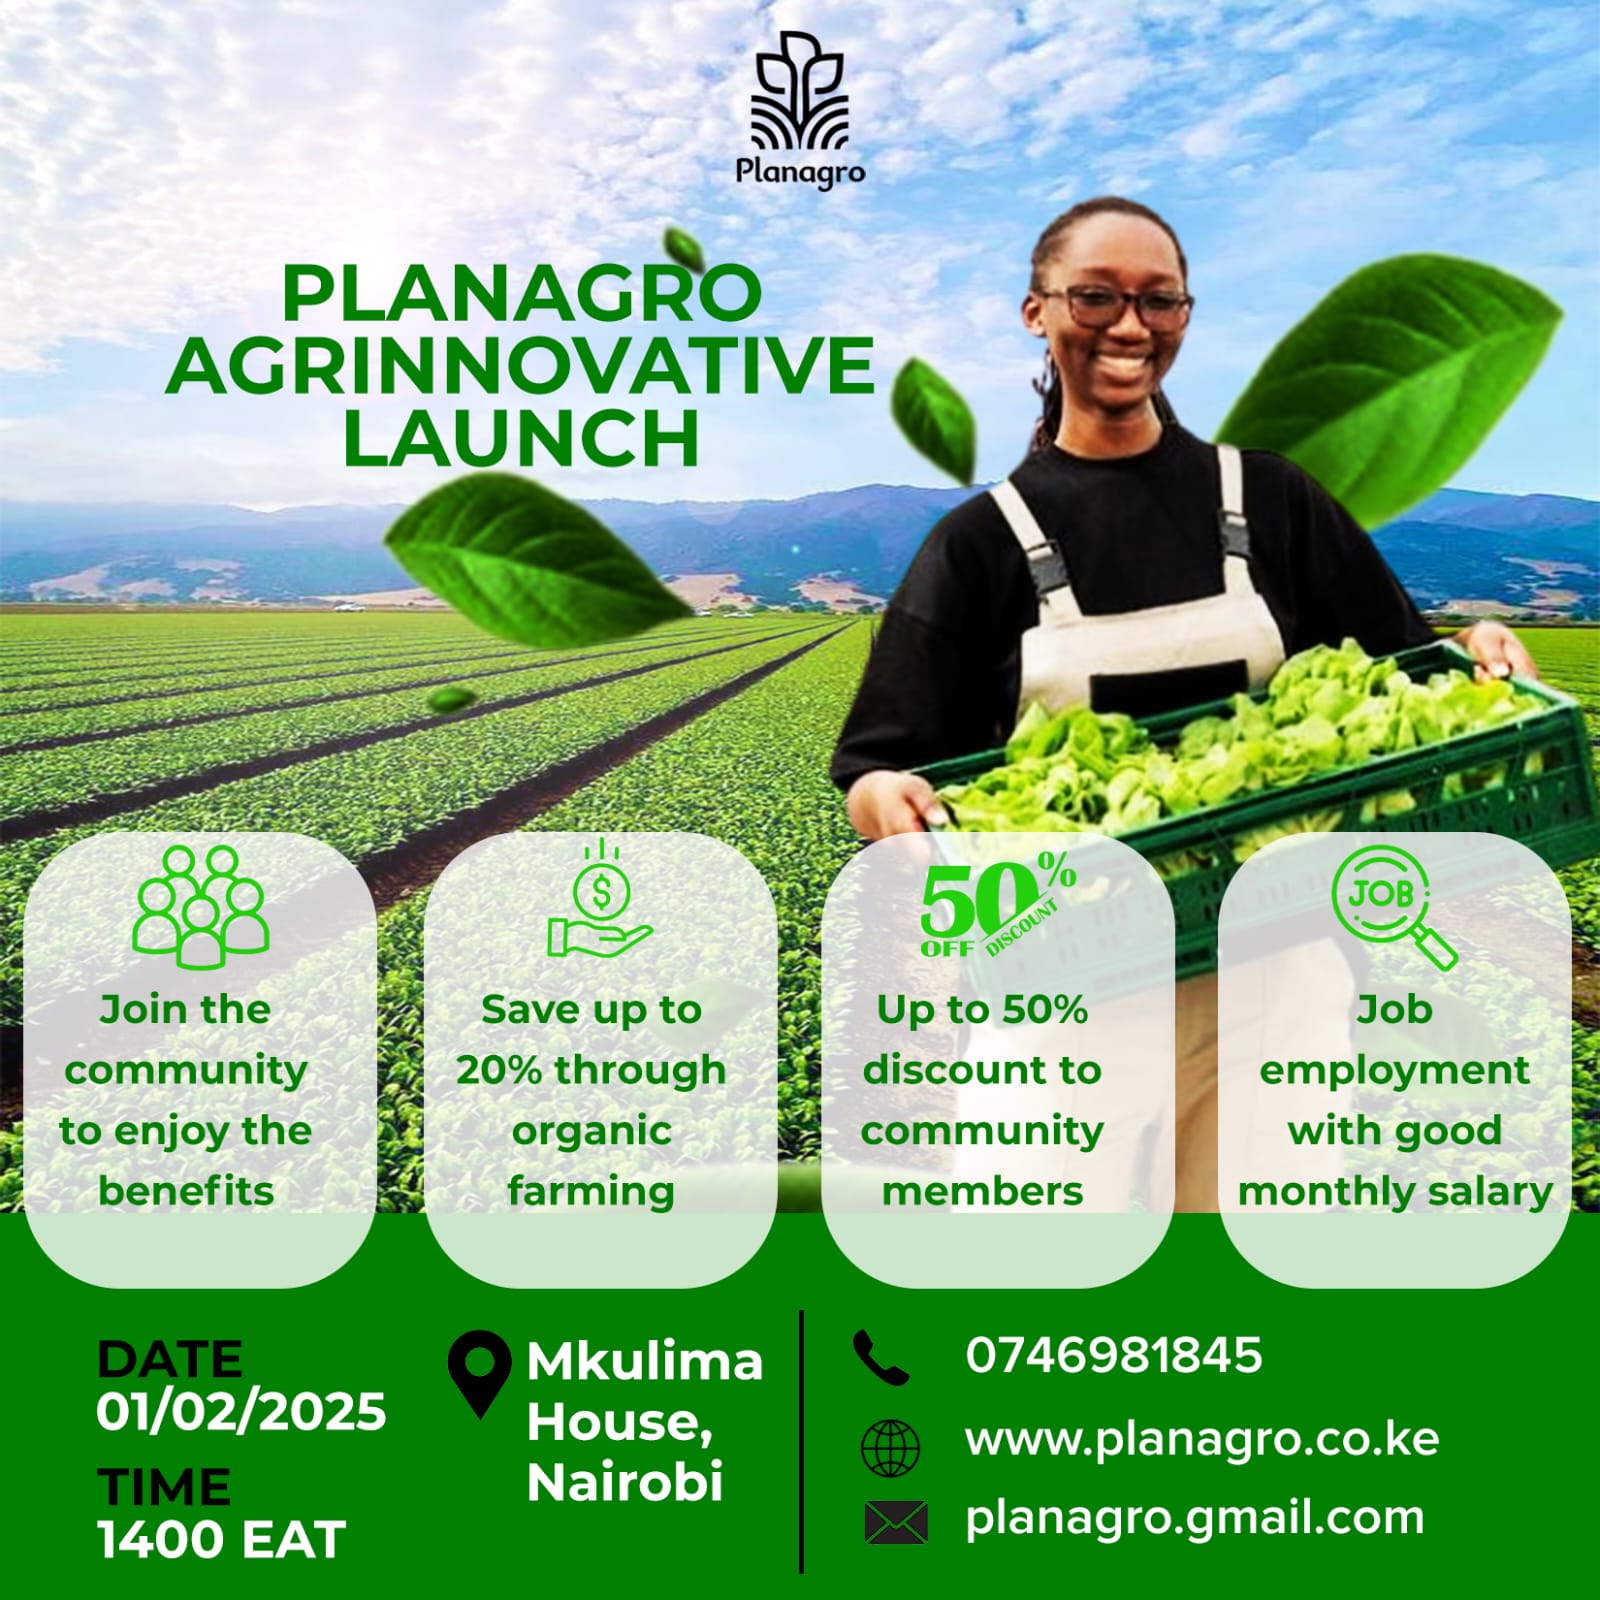 Planagro
PLANAGRO
AGRINNOVATIVE
LAUNCH
Join the
community
to enjoy the
benefits
$
Save up to
20% through
organic
farming
50%
OFF DISCOUNT
Up to 50%
discount to
community
members
JOB
Job
employment
with good
monthly salary
DATE
01/02/2025
TIME
1400 EAT
Mkulima
House,
Nairobi
0746981845
www.planagro.co.ke
planagro.gmail.com